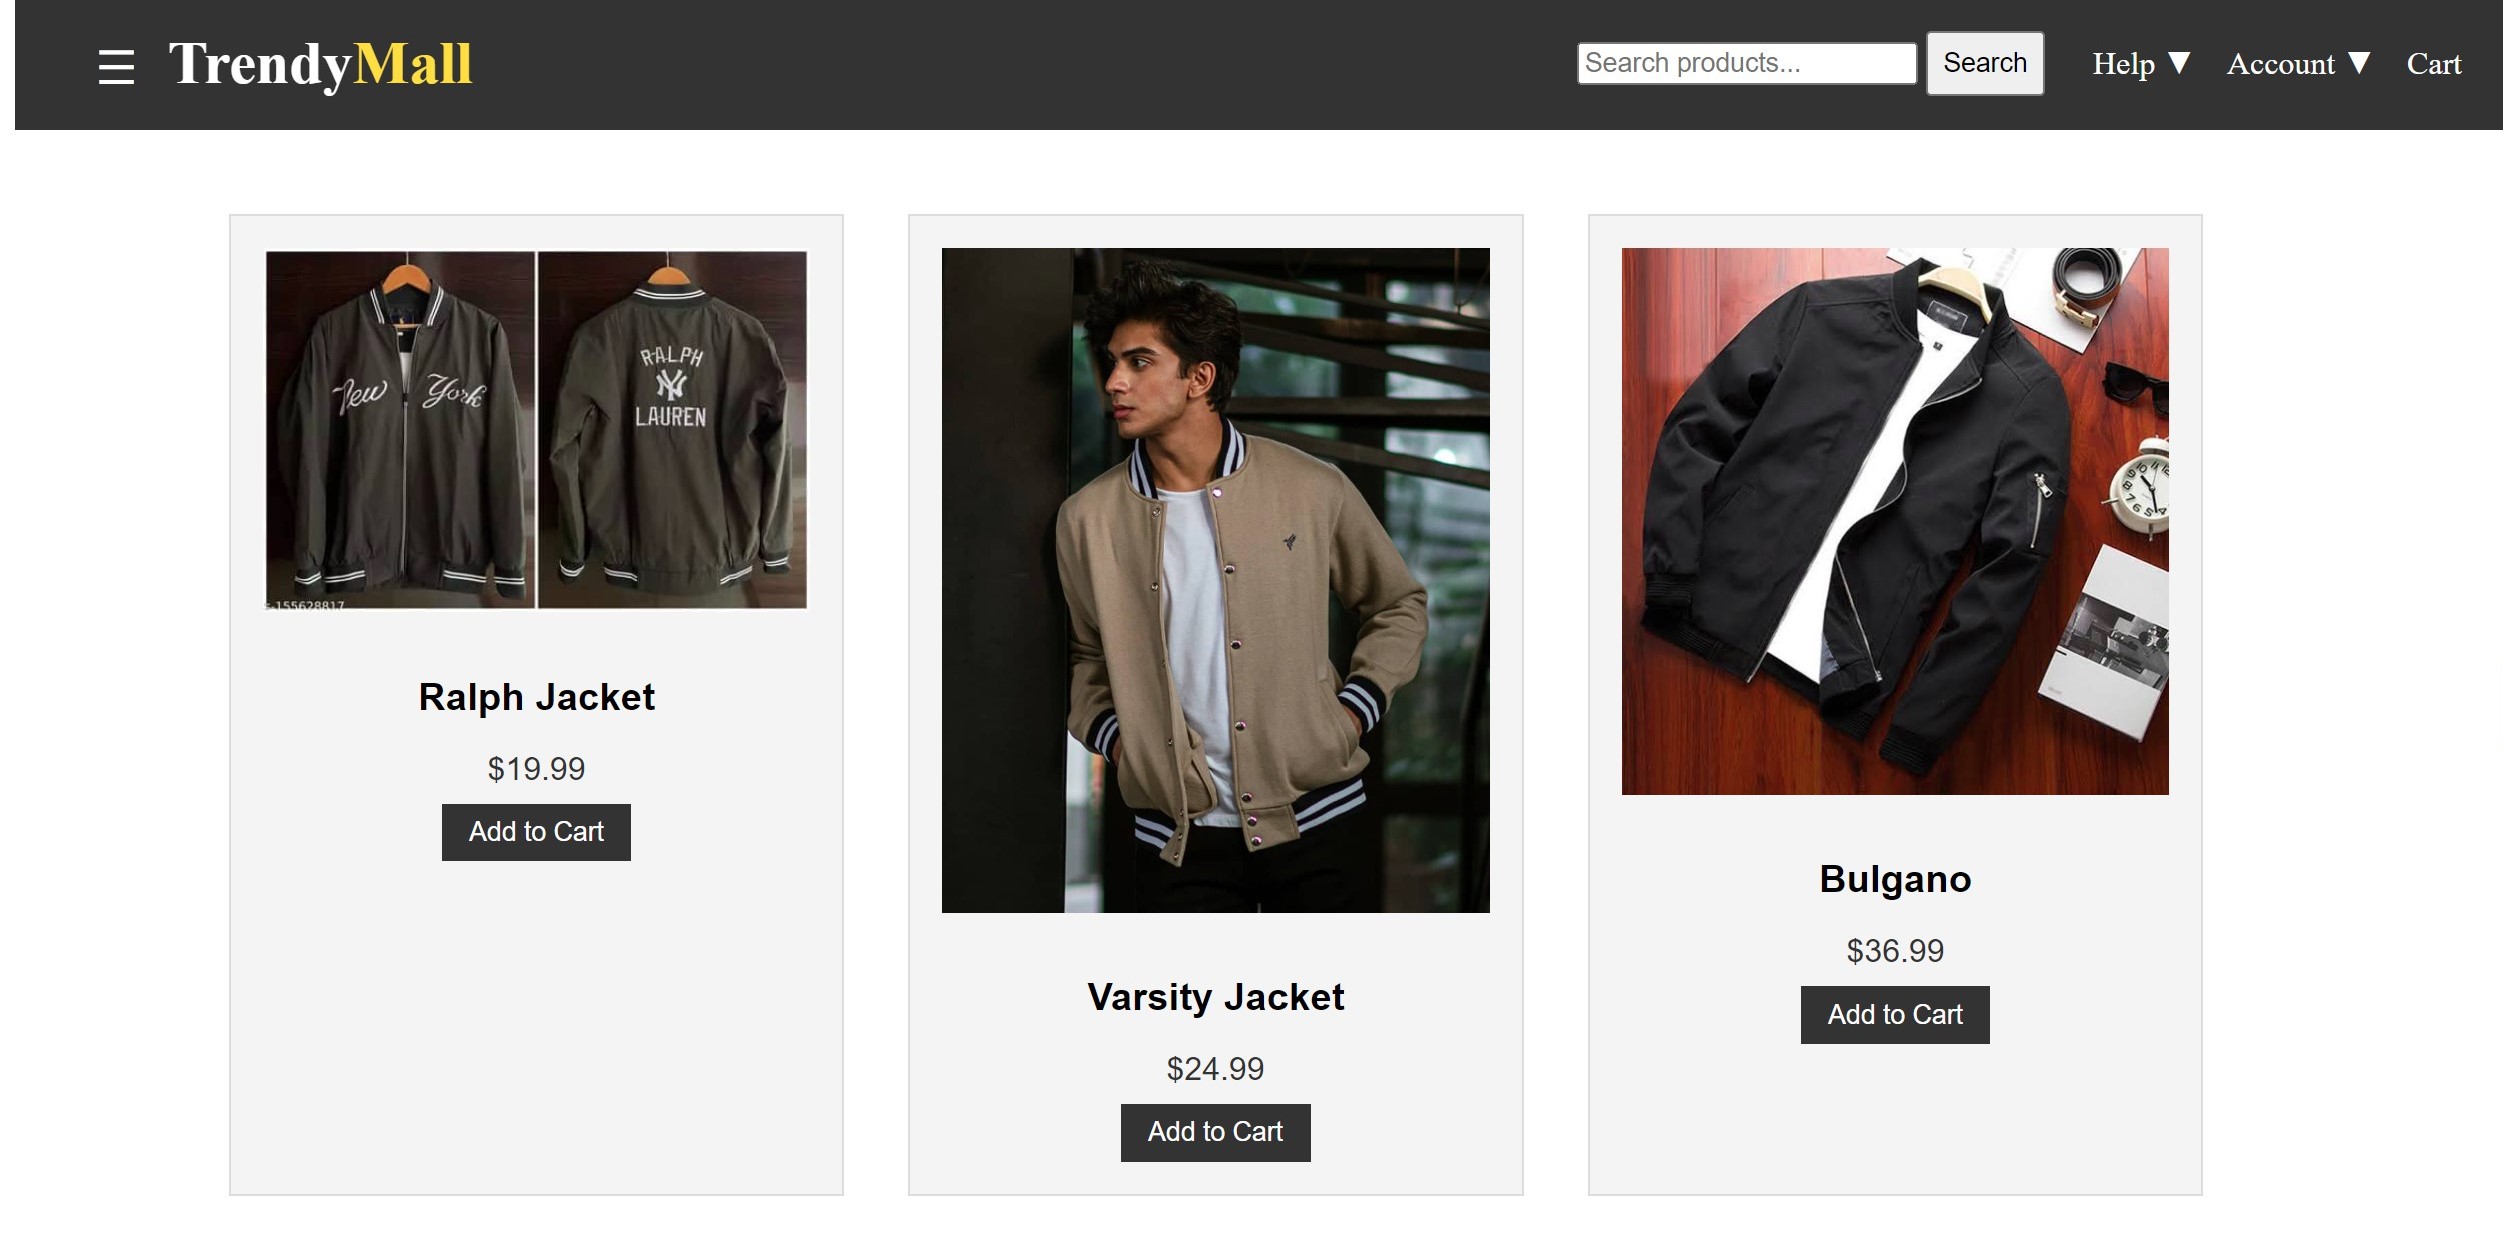 ☰ TrendyMall
Search products...
Search
Help ▼
Account ▼
Cart
New York
RALPH
NY
LAUREN
s-155628817
Ralph Jacket
$19.99
Add to Cart
Varsity Jacket
$24.99
Add to Cart
Bulgano
$36.99
Add to Cart